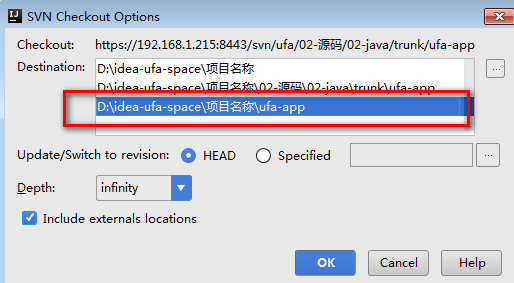 SVN Checkout Options
Checkout: https://192.168.1.215:8443/svn/ufa/02-源码/02-java/trunk/ufa-app
Destination: D:\idea-ufa-space\项目名称
D:\idea-ufa-space\项目名称\02-源码\02-java\trunk\ufa-app
D:\idea-ufa-space\项目名称\ufa-app
Update/Switch to revision: HEAD Specified
Depth: infinity
Include externals locations
OK Cancel Help